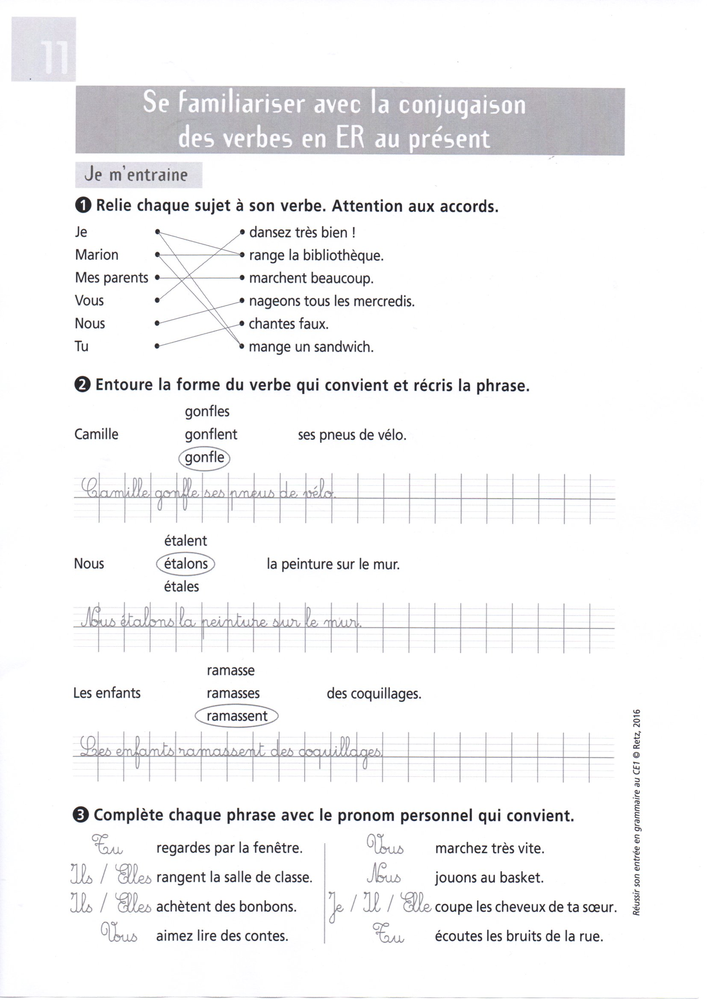 11
Se familiariser avec la conjugaison
des verbes en ER au présent
Je m'entraine
1 Relie chaque sujet à son verbe. Attention aux accords.
Je • • dansez très bien !
Marion • • range la bibliothèque.
Mes parents • • marchent beaucoup.
Vous • • nageons tous les mercredis.
Nous • • chantes faux.
Tu • • mange un sandwich.
2 Entoure la forme du verbe qui convient et récris la phrase.
gonfles
Camille gonflent ses pneus de vélo.
gonfle
Camille gonfle ses pneus de vélo.
étalent
Nous étalons la peinture sur le mur.
étales
Nous étalons la peinture sur le mur.
ramasse
Les enfants ramasses des coquillages.
ramassent
Les enfants ramassent des coquillages.
3 Complète chaque phrase avec le pronom personnel qui convient.
Tu regardes par la fenêtre.
Ils / Elles rangent la salle de classe.
Ils / Elles achètent des bonbons.
Vous aimez lire des contes.
Vous marchez très vite.
Nous jouons au basket.
Je / Il / Elle coupe les cheveux de ta sœur.
Tu écoutes les bruits de la rue.
Réussir son entrée en grammaire au CE1 © Retz, 2016